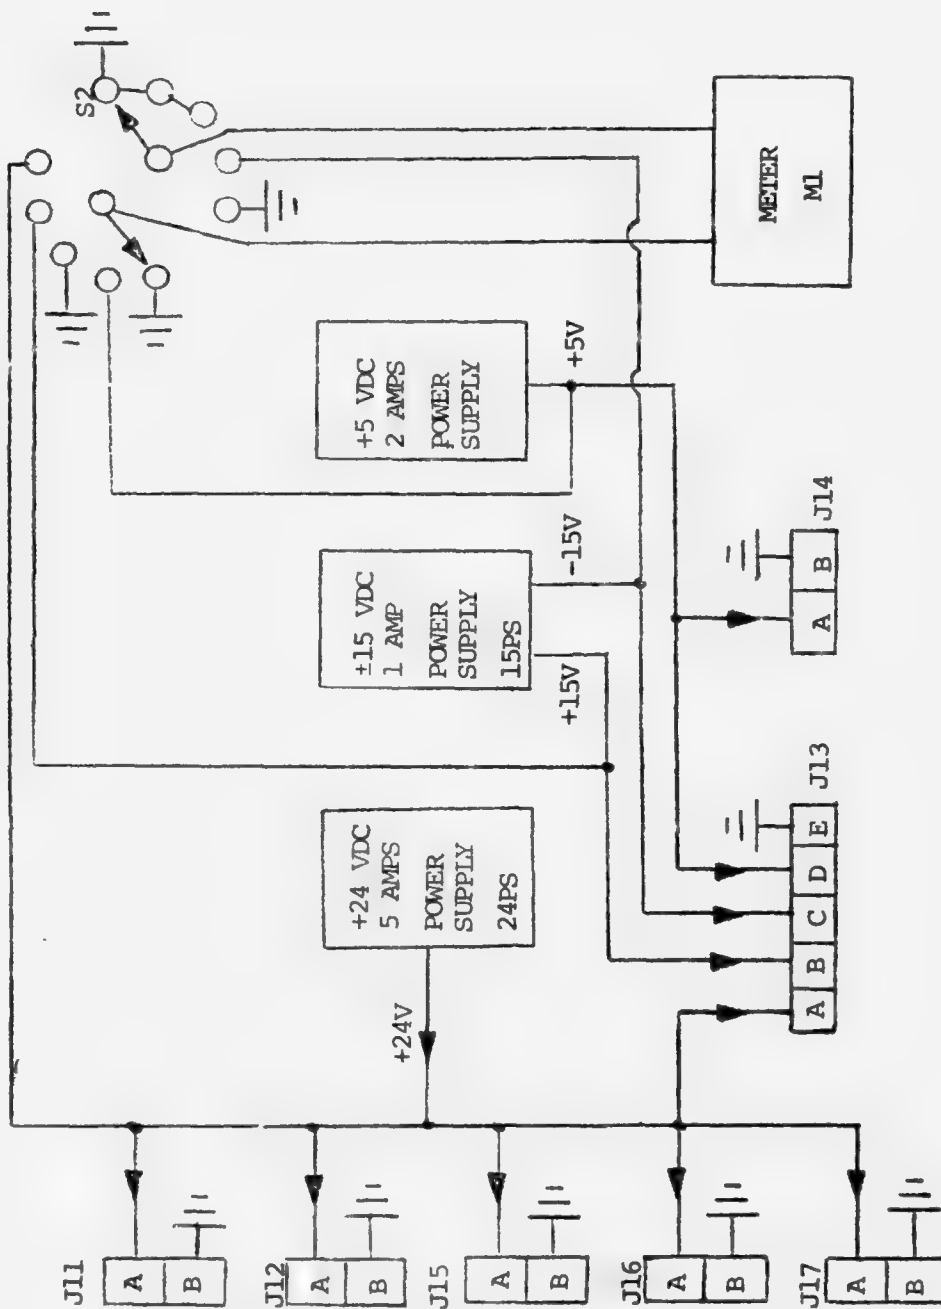 S2
METER
M1
+5 VDC
2 AMPS
POWER
SUPPLY
+5V
±15 VDC
1 AMP
POWER
SUPPLY
15PS
+15V
-15V
+24 VDC
5 AMPS
POWER
SUPPLY
24PS
+24V
J11
A
B
J12
A
B
J15
A
B
J16
A
B
J17
A
B
A B C D E J13
A B J14